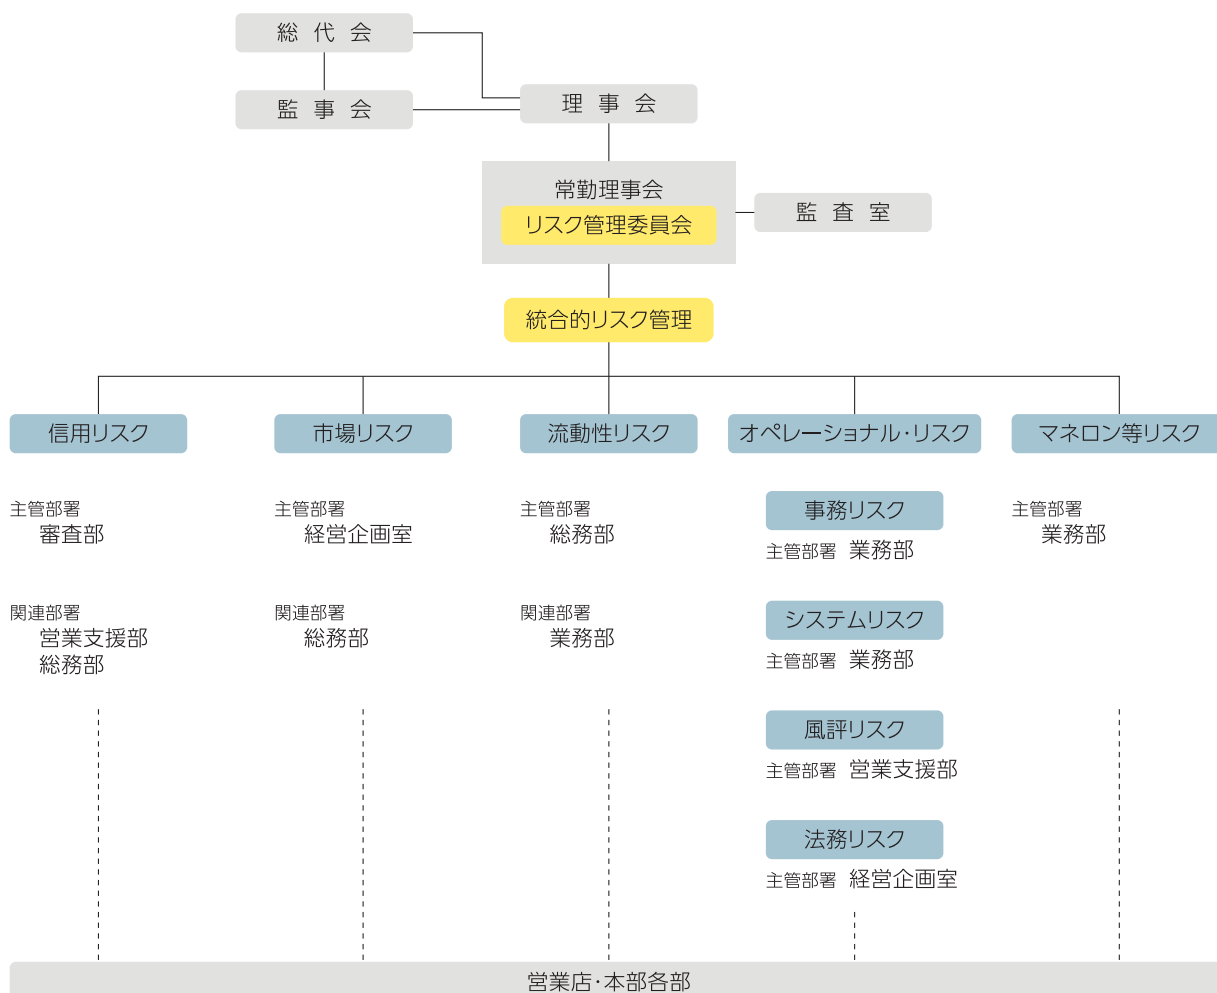 総代会
監事会
理事会
常勤理事会
リスク管理委員会
監査室
統合的リスク管理
信用リスク
主管部署
審査部
関連部署
営業支援部
総務部
市場リスク
主管部署
経営企画室
関連部署
総務部
流動性リスク
主管部署
総務部
関連部署
業務部
オペレーショナル・リスク
事務リスク
主管部署 業務部
システムリスク
主管部署 業務部
風評リスク
主管部署 営業支援部
法務リスク
主管部署 経営企画室
マネロン等リスク
主管部署
業務部
営業店・本部各部